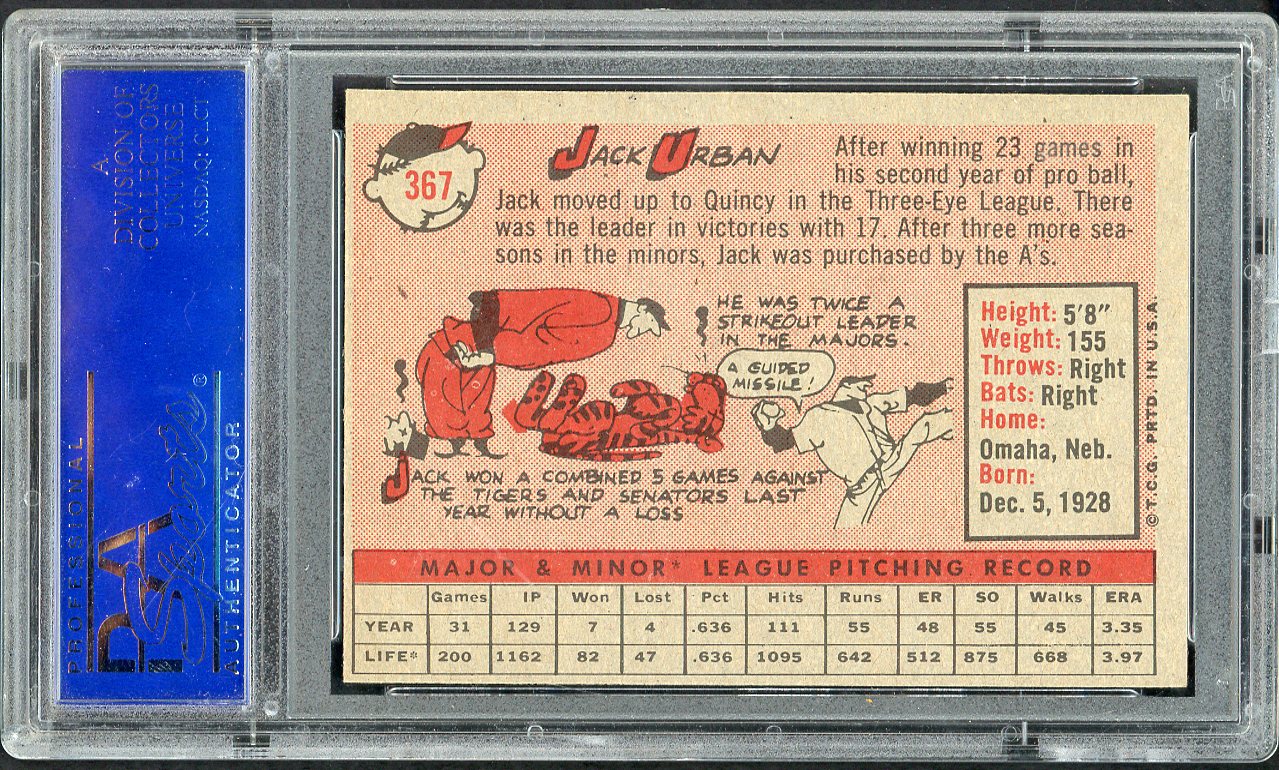 A
DIVISION OF
COLLECTORS
UNIVERSE
NASDAQ: CLCT
PROFESSIONAL
PSA
Sports
AUTHENTICATOR
®
367
JACK URBAN
After winning 23 games in
his second year of pro ball,
Jack moved up to Quincy in the Three-Eye League. There
was the leader in victories with 17. After three more sea-
sons in the minors, Jack was purchased by the A's.
HE WAS TWICE A
STRIKEOUT LEADER
IN THE MAJORS.
A GUIDED
MISSILE!
JACK WON A COMBINED 5 GAMES AGAINST
THE TIGERS AND SENATORS LAST
YEAR WITHOUT A LOSS
Height: 5'8"
Weight: 155
Throws: Right
Bats: Right
Home:
Omaha, Neb.
Born:
Dec. 5, 1928
© T.C.G. PRTD. IN U.S.A.
MAJOR & MINOR* LEAGUE PITCHING RECORD
Games IP Won Lost Pct Hits Runs ER SO Walks ERA
YEAR 31 129 7 4 .636 111 55 48 55 45 3.35
LIFE* 200 1162 82 47 .636 1095 642 512 875 668 3.97